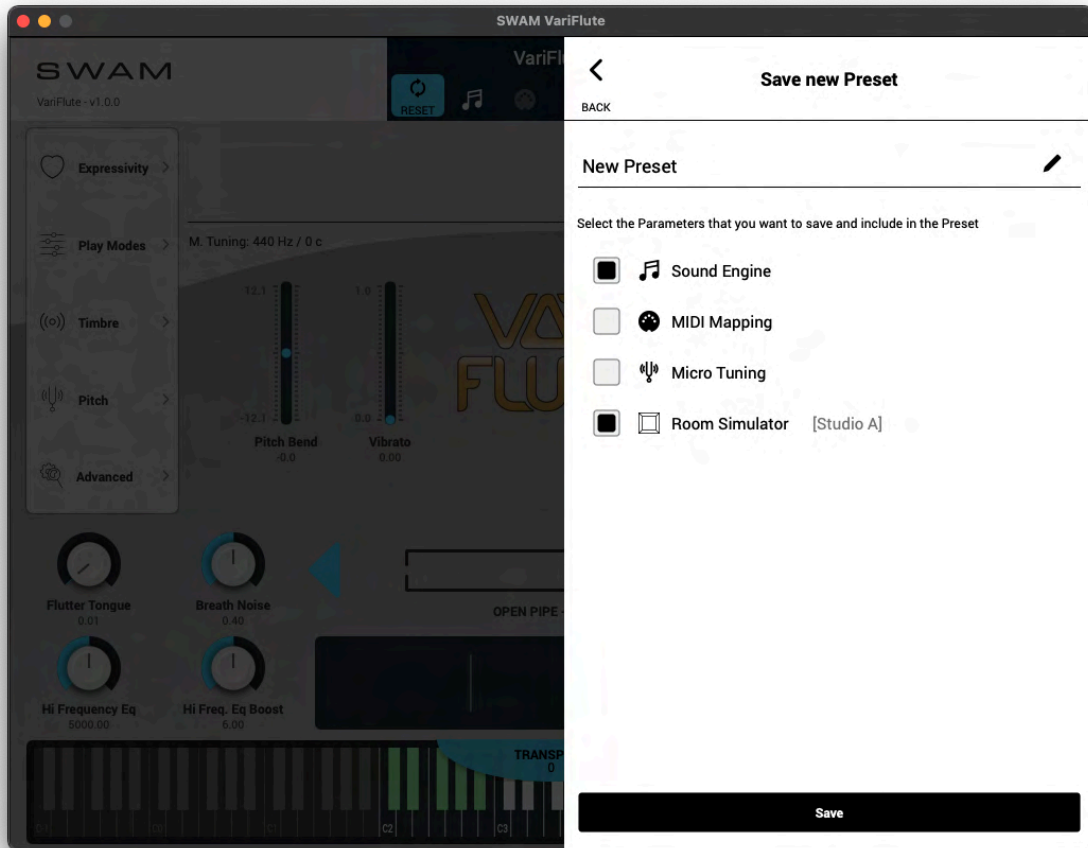 SWAM VariFlute
SWAM
VariFlute - v1.0.0
RESET
Expressivity
Play Modes
Timbre
Pitch
Advanced
M. Tuning: 440 Hz / 0 c
12.1
1.0
-12.1
0.0
Pitch Bend
-0.0
Vibrato
0.00
Flutter Tongue
0.01
Breath Noise
0.40
OPEN PIPE -
Hi Frequency Eq
5000.00
Hi Freq. Eq Boost
6.00
0
C0
C1
C2
C3
BACK
Save new Preset
New Preset
Select the Parameters that you want to save and include in the Preset
Sound Engine
MIDI Mapping
Micro Tuning
Room Simulator [Studio A]
Save